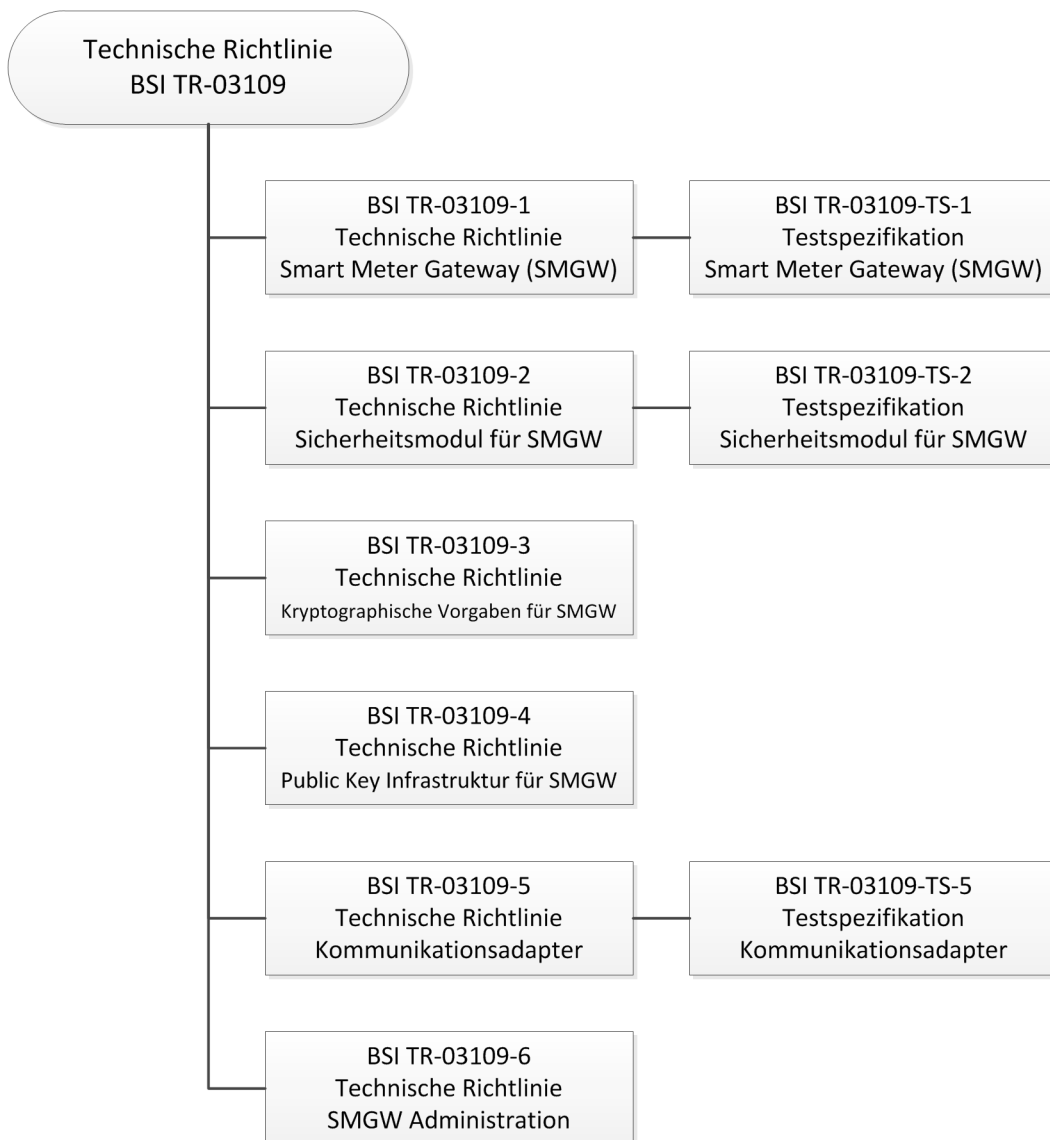 Technische Richtlinie
BSI TR-03109
BSI TR-03109-1
Technische Richtlinie
Smart Meter Gateway (SMGW)
BSI TR-03109-TS-1
Testspezifikation
Smart Meter Gateway (SMGW)
BSI TR-03109-2
Technische Richtlinie
Sicherheitsmodul für SMGW
BSI TR-03109-TS-2
Testspezifikation
Sicherheitsmodul für SMGW
BSI TR-03109-3
Technische Richtlinie
Kryptographische Vorgaben für SMGW
BSI TR-03109-4
Technische Richtlinie
Public Key Infrastruktur für SMGW
BSI TR-03109-5
Technische Richtlinie
Kommunikationsadapter
BSI TR-03109-TS-5
Testspezifikation
Kommunikationsadapter
BSI TR-03109-6
Technische Richtlinie
SMGW Administration